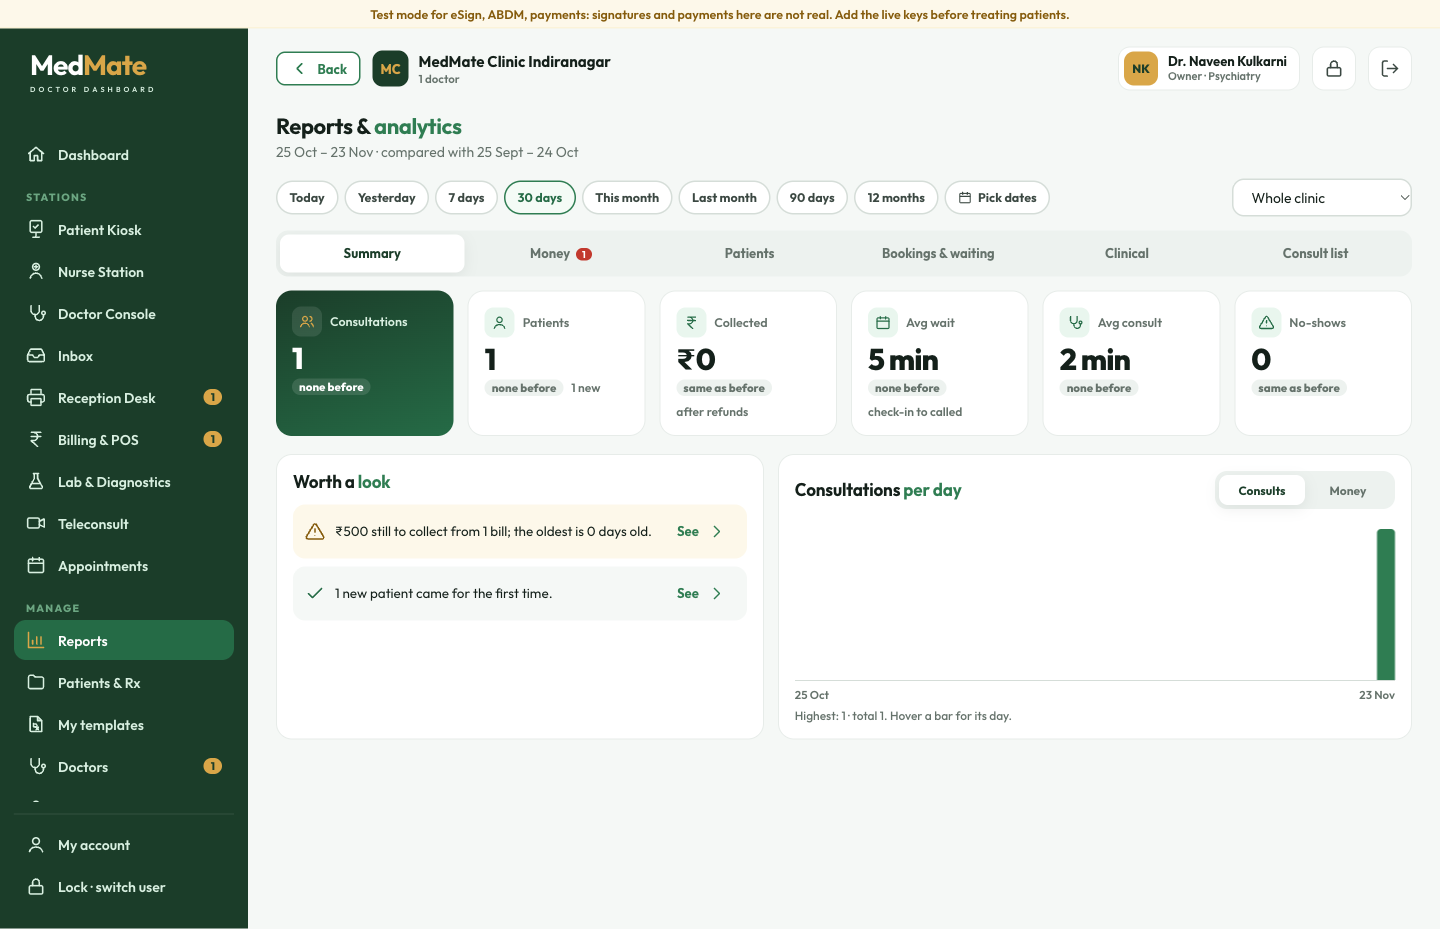 Test mode for eSign, ABDM, payments: signatures and payments here are not real. Add the live keys before treating patients.
MedMate
DOCTOR DASHBOARD
Dashboard
STATIONS
Patient Kiosk
Nurse Station
Doctor Console
Inbox
Reception Desk 1
Billing & POS 1
Lab & Diagnostics
Teleconsult
Appointments
MANAGE
Reports
Patients & Rx
My templates
Doctors 1
My account
Lock · switch user
Back
MC
MedMate Clinic Indiranagar
1 doctor
NK
Dr. Naveen Kulkarni
Owner · Psychiatry
Reports & analytics
25 Oct – 23 Nov · compared with 25 Sept – 24 Oct
Today Yesterday 7 days 30 days This month Last month 90 days 12 months Pick dates
Whole clinic
Summary Money 1 Patients Bookings & waiting Clinical Consult list
Consultations
1
none before
Patients
1
none before 1 new
Collected
₹0
same as before
after refunds
Avg wait
5 min
none before
check-in to called
Avg consult
2 min
none before
No-shows
0
same as before
Worth a look
₹500 still to collect from 1 bill; the oldest is 0 days old. See
1 new patient came for the first time. See
Consultations per day
Consults Money
25 Oct 23 Nov
Highest: 1 · total 1. Hover a bar for its day.